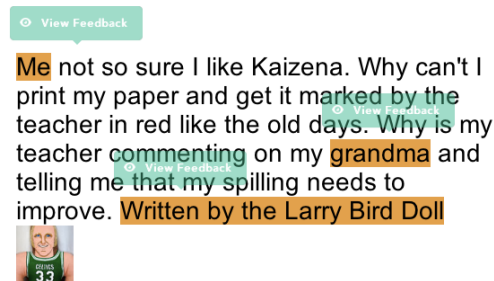 View Feedback
Me not so sure I like Kaizena. Why can't I
print my paper and get it marked by the
View Feedback
teacher in red like the old days. Why is my
teacher commenting on my grandma and
View Feedback
telling me that my spilling needs to
improve. Written by the Larry Bird Doll
CELTICS
33